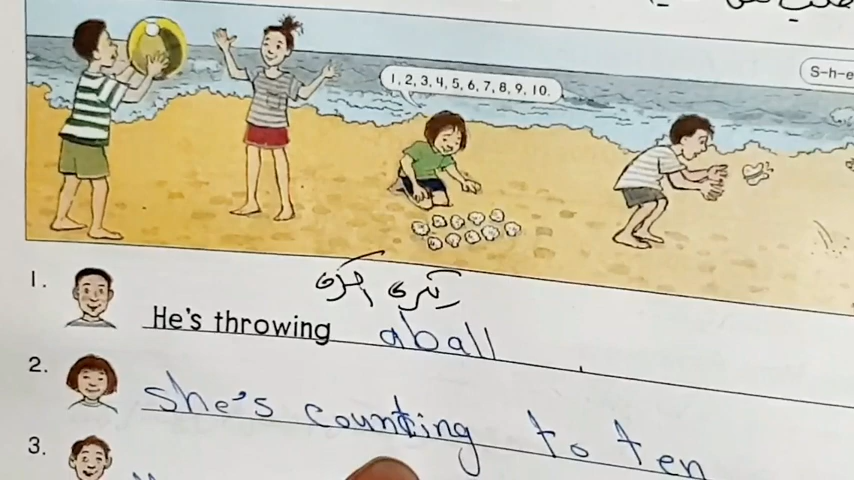 1, 2, 3, 4, 5, 6, 7, 8, 9, 10.
S-h-e
1.
He's throwing aball.
2.
she's counting to ten
3.